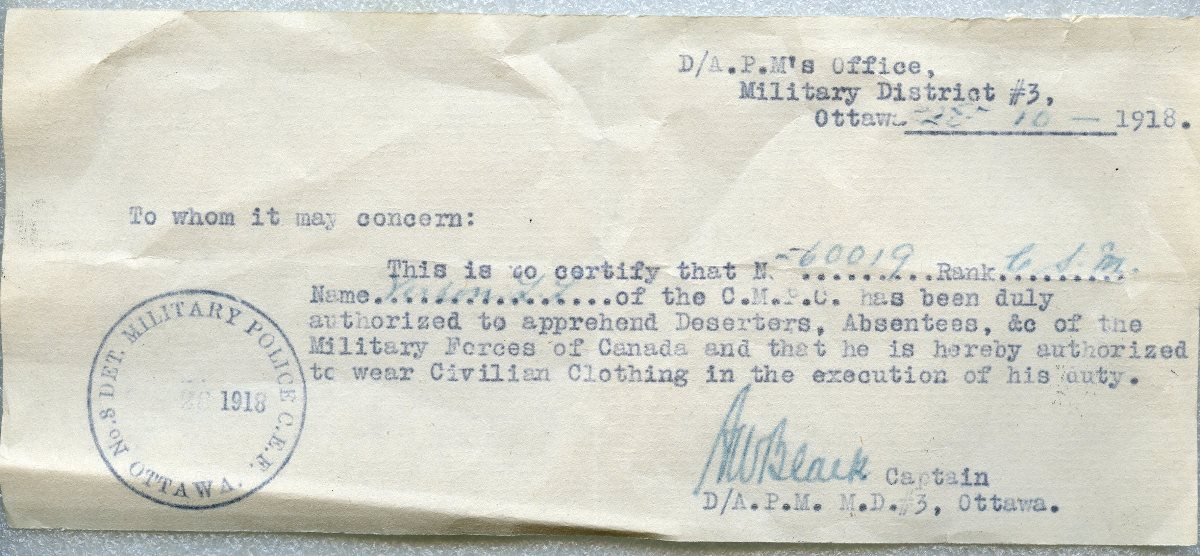 D/A.P.M's Office,
Military District #3,
Ottawa 10 — 1918.
To whom it may concern:
This is to certify that N. 60019 Rank C.S.M.
Name of the C.M.P.C. has been duly
authorized to apprehend Deserters, Absentees, &c of the
Military Forces of Canada and that he is hereby authorized
to wear Civilian Clothing in the execution of his duty.
No.8 DET. MILITARY POLICE C.E.F.
1918
OTTAWA.
AW Black Captain
D/A.P.M. M.D.#3, Ottawa.